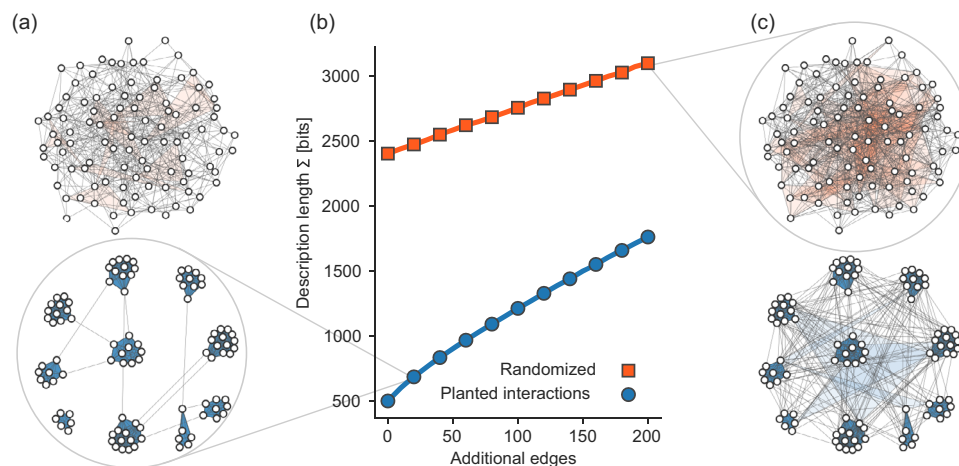 (a)
(b)
(c)
Description length Σ [bits]
3000
2500
2000
1500
1000
500
Randomized
Planted interactions
0
50
100
150
200
Additional edges